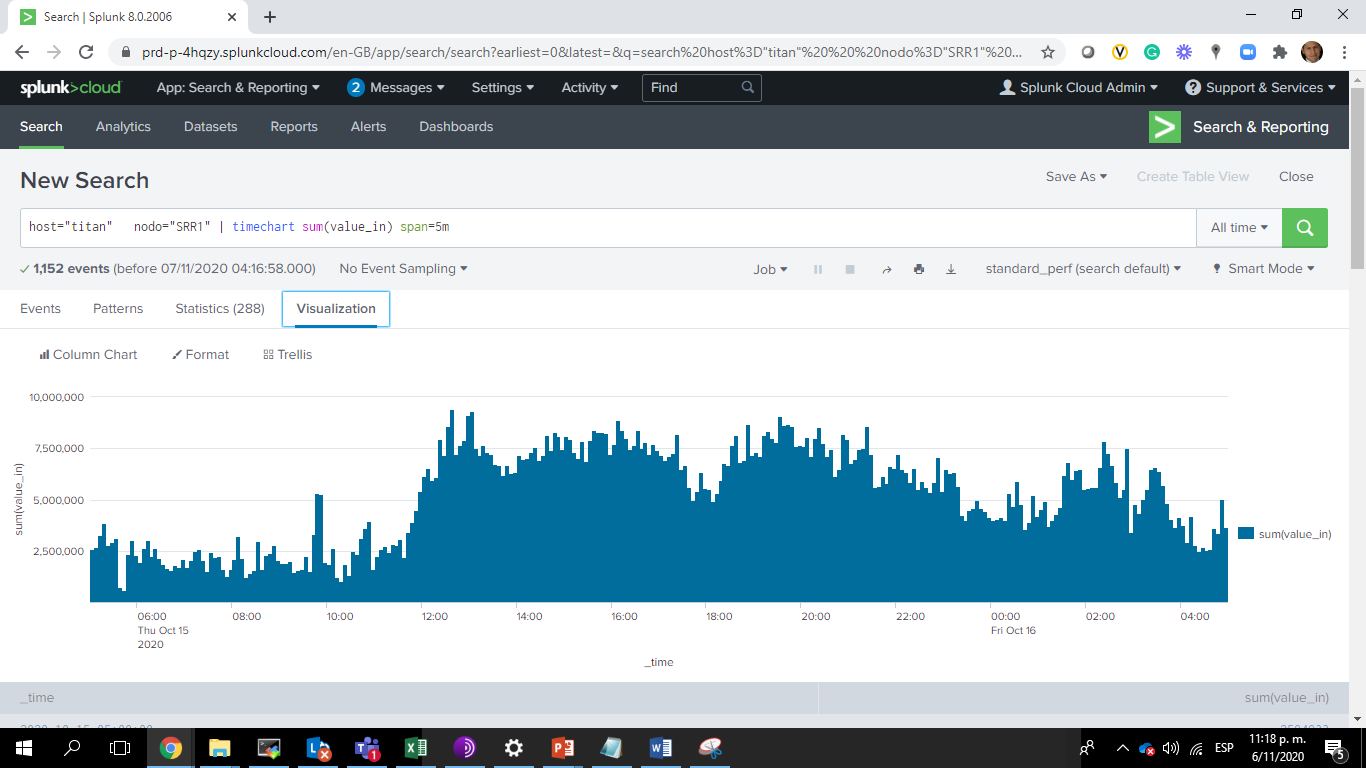 Search | Splunk 8.0.2006
prd-p-4hqzy.splunkcloud.com/en-GB/app/search/search?earliest=0&latest=&q=search%20host%3D"titan"%20%20%20nodo%3D"SRR1"%20...
splunk>cloud App: Search & Reporting 2 Messages Settings Activity Find Splunk Cloud Admin ? Support & Services
Search Analytics Datasets Reports Alerts Dashboards > Search & Reporting
New Search Save As Create Table View Close
host="titan"   nodo="SRR1" | timechart sum(value_in) span=5m All time
1,152 events (before 07/11/2020 04:16:58.000) No Event Sampling Job standard_perf (search default) Smart Mode
Events Patterns Statistics (288) Visualization
Column Chart Format Trellis
10,000,000
7,500,000
5,000,000
2,500,000
sum(value_in)
sum(value_in)
06:00 08:00 10:00 12:00 14:00 16:00 18:00 20:00 22:00 00:00 02:00 04:00
Thu Oct 15 Fri Oct 16
2020
_time
_time sum(value_in)
ESP 11:18 p. m.
6/11/2020
5
1